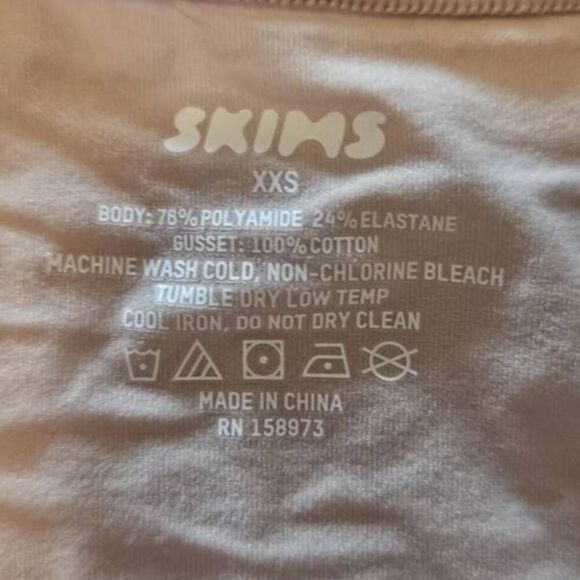 SKIMS
XXS
BODY: 76% POLYAMIDE 24% ELASTANE
GUSSET: 100% COTTON
MACHINE WASH COLD, NON-CHLORINE BLEACH
TUMBLE DRY LOW TEMP
COOL IRON, DO NOT DRY CLEAN
MADE IN CHINA
RN 158973